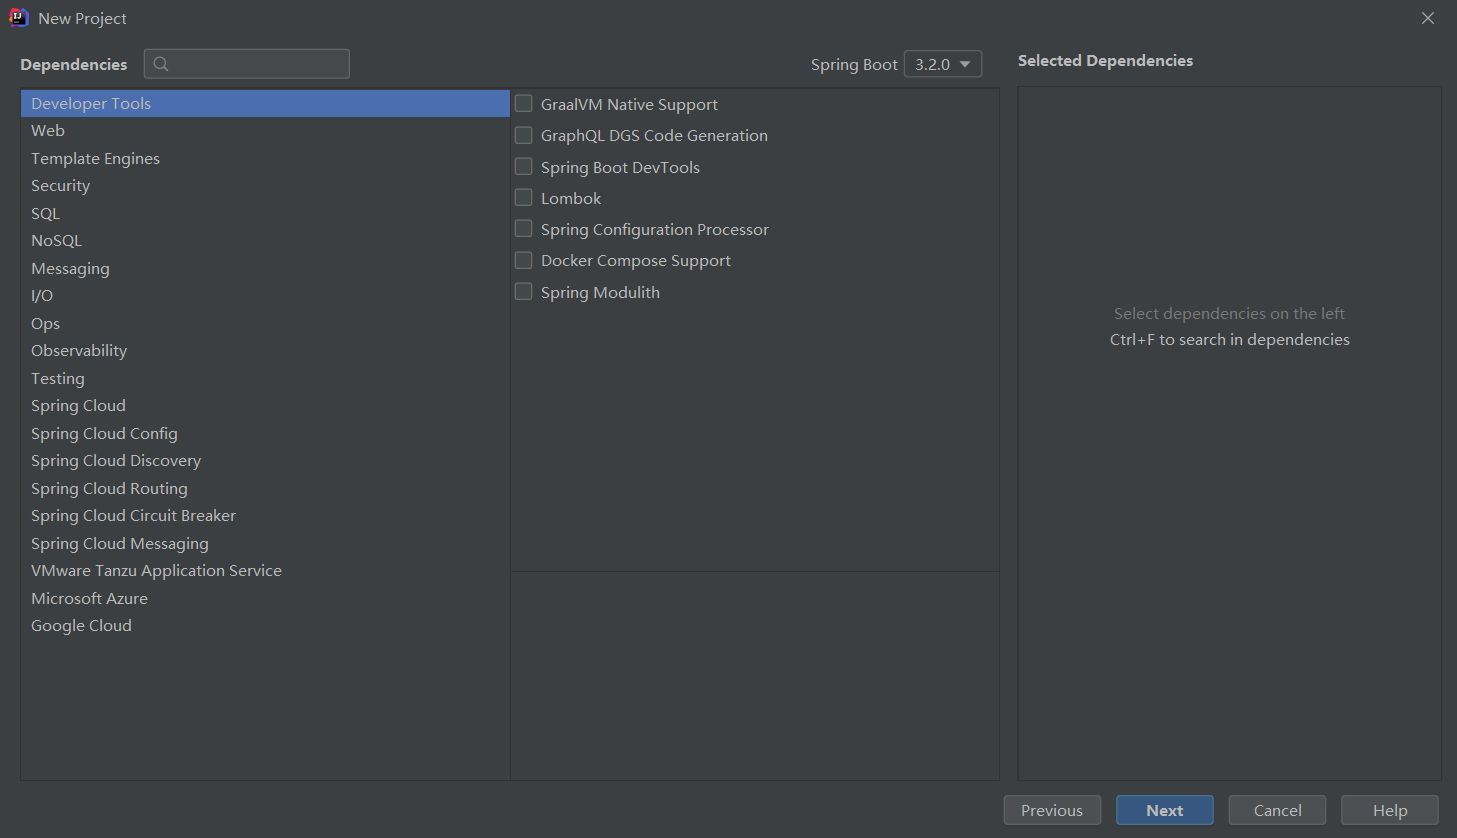 New Project
Dependencies
Spring Boot 3.2.0
Selected Dependencies
Developer Tools
Web
Template Engines
Security
SQL
NoSQL
Messaging
I/O
Ops
Observability
Testing
Spring Cloud
Spring Cloud Config
Spring Cloud Discovery
Spring Cloud Routing
Spring Cloud Circuit Breaker
Spring Cloud Messaging
VMware Tanzu Application Service
Microsoft Azure
Google Cloud
GraalVM Native Support
GraphQL DGS Code Generation
Spring Boot DevTools
Lombok
Spring Configuration Processor
Docker Compose Support
Spring Modulith
Select dependencies on the left
Ctrl+F to search in dependencies
Previous
Next
Cancel
Help